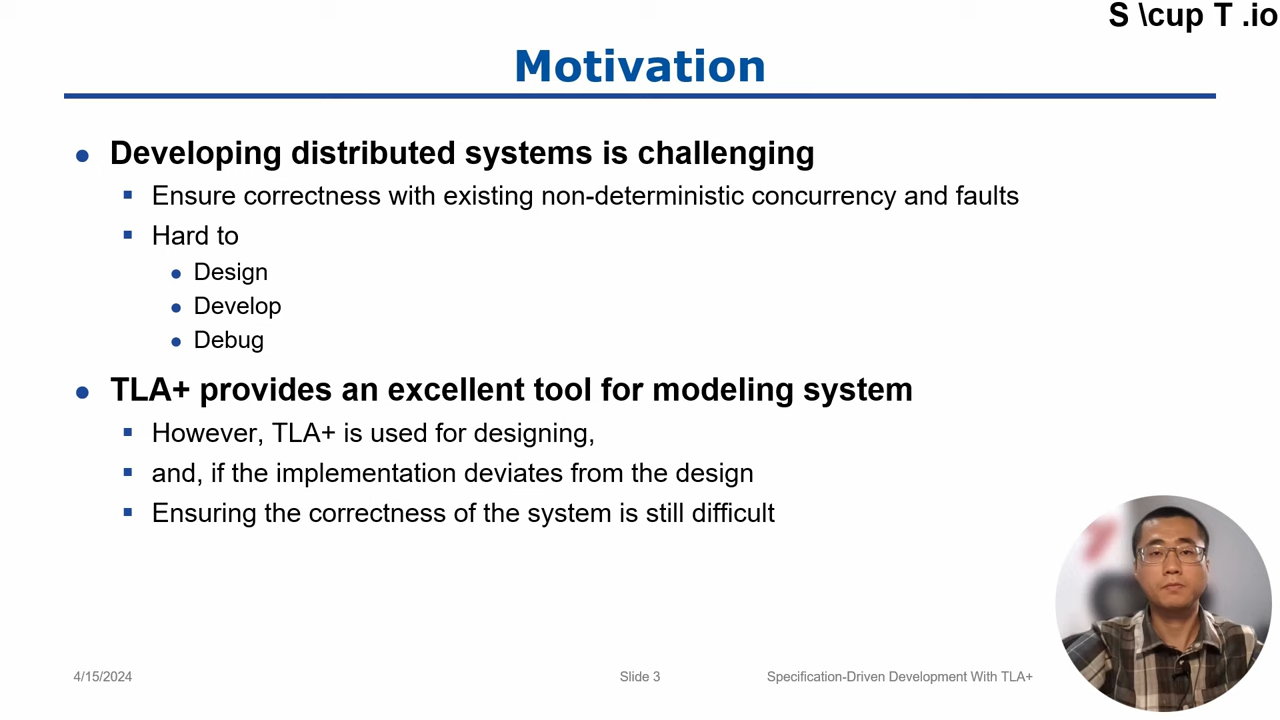 S \cup T .io
Motivation
Developing distributed systems is challenging
Ensure correctness with existing non-deterministic concurrency and faults
Hard to
Design
Develop
Debug
TLA+ provides an excellent tool for modeling system
However, TLA+ is used for designing,
and, if the implementation deviates from the design
Ensuring the correctness of the system is still difficult
4/15/2024
Slide 3
Specification-Driven Development With TLA+